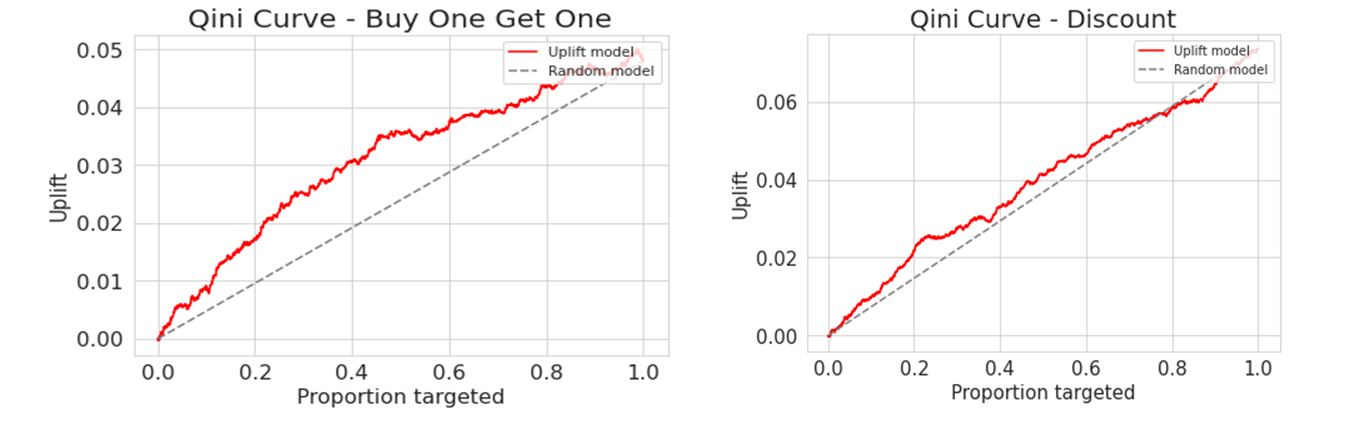 Qini Curve - Buy One Get One
Uplift model
Random model
0.05
0.04
0.03
0.02
0.01
0.00
Uplift
0.0 0.2 0.4 0.6 0.8 1.0
Proportion targeted
Qini Curve - Discount
Uplift model
Random model
0.06
0.04
0.02
0.00
Uplift
0.0 0.2 0.4 0.6 0.8 1.0
Proportion targeted